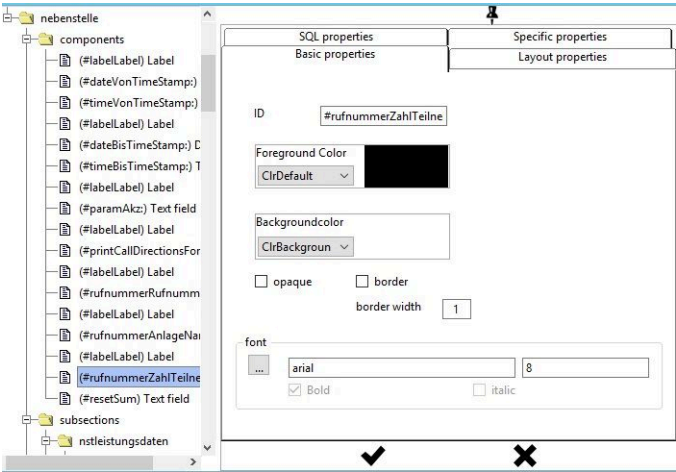 nebenstelle
components
(#labelLabel) Label
(#dateVonTimeStamp:)
(#timeVonTimeStamp:)
(#labelLabel) Label
(#dateBisTimeStamp:) D
(#timeBisTimeStamp:) T
(#labelLabel) Label
(#paramAkz:) Text field
(#labelLabel) Label
(#printCallDirectionsFor
(#labelLabel) Label
(#rufnummerRufnumm
(#labelLabel) Label
(#rufnummerAnlageNar
(#labelLabel) Label
(#rufnummerZahlTeilne
(#resetSum) Text field
subsections
nstleistungsdaten
SQL properties
Specific properties
Basic properties
Layout properties
ID
#rufnummerZahlTeilne
Foreground Color
ClrDefault
Backgroundcolor
ClrBackgroun
opaque
border
border width
1
font
...
arial
8
Bold
italic